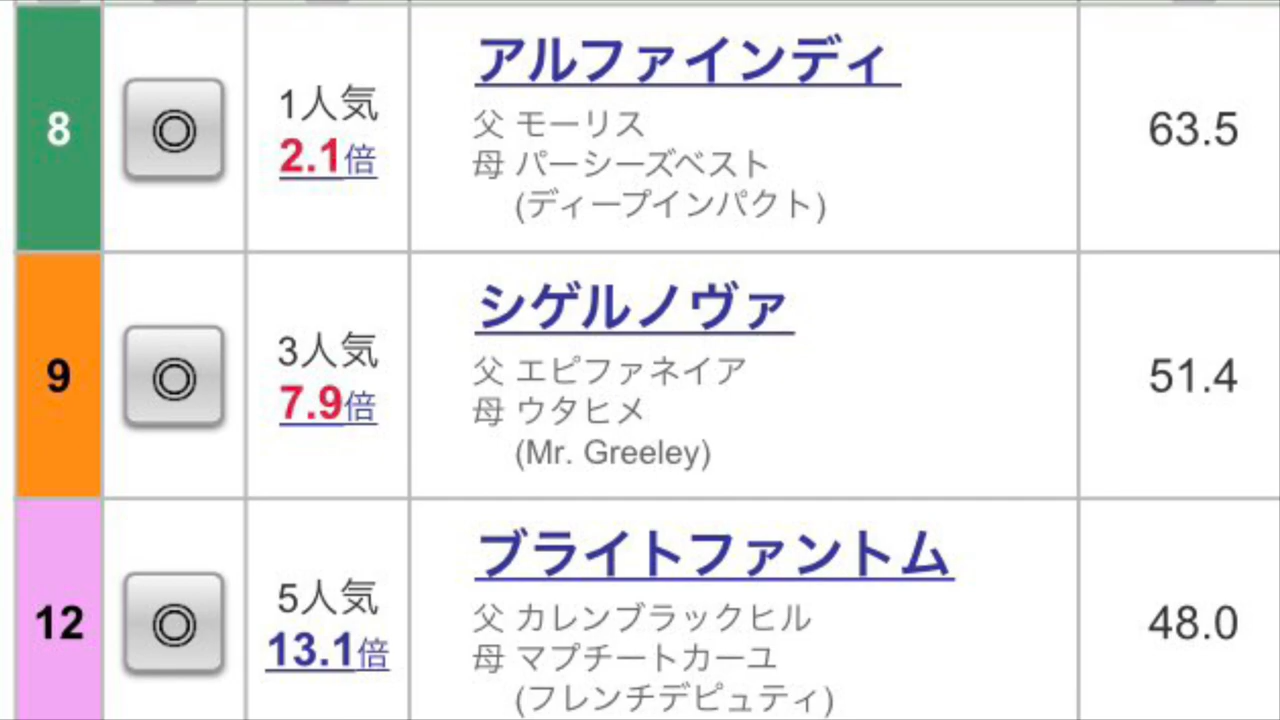 8
◎
1人気
2.1倍
アルファインディ
父 モーリス
母 パーシーズベスト
(ディープインパクト)
63.5
9
◎
3人気
7.9倍
シゲルノヴァ
父 エピファネイア
母 ウタヒメ
(Mr. Greeley)
51.4
12
◎
5人気
13.1倍
ブライトファントム
父 カレンブラックヒル
母 マプチートカーユ
(フレンチデピュティ)
48.0